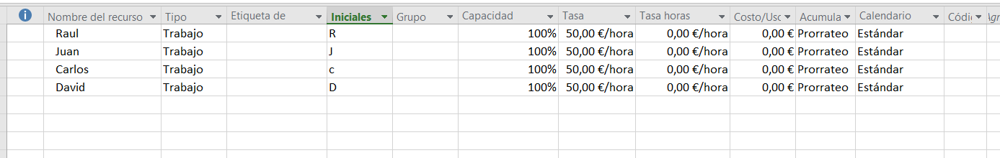 Nombre del recurso Tipo Etiqueta de Iniciales Grupo Capacidad Tasa Tasa horas Costo/Usc Acumula Calendario Códi Agr
Raul Trabajo R 100% 50,00 €/hora 0,00 €/hora 0,00 € Prorrateo Estándar
Juan Trabajo J 100% 50,00 €/hora 0,00 €/hora 0,00 € Prorrateo Estándar
Carlos Trabajo c 100% 50,00 €/hora 0,00 €/hora 0,00 € Prorrateo Estándar
David Trabajo D 100% 50,00 €/hora 0,00 €/hora 0,00 € Prorrateo Estándar